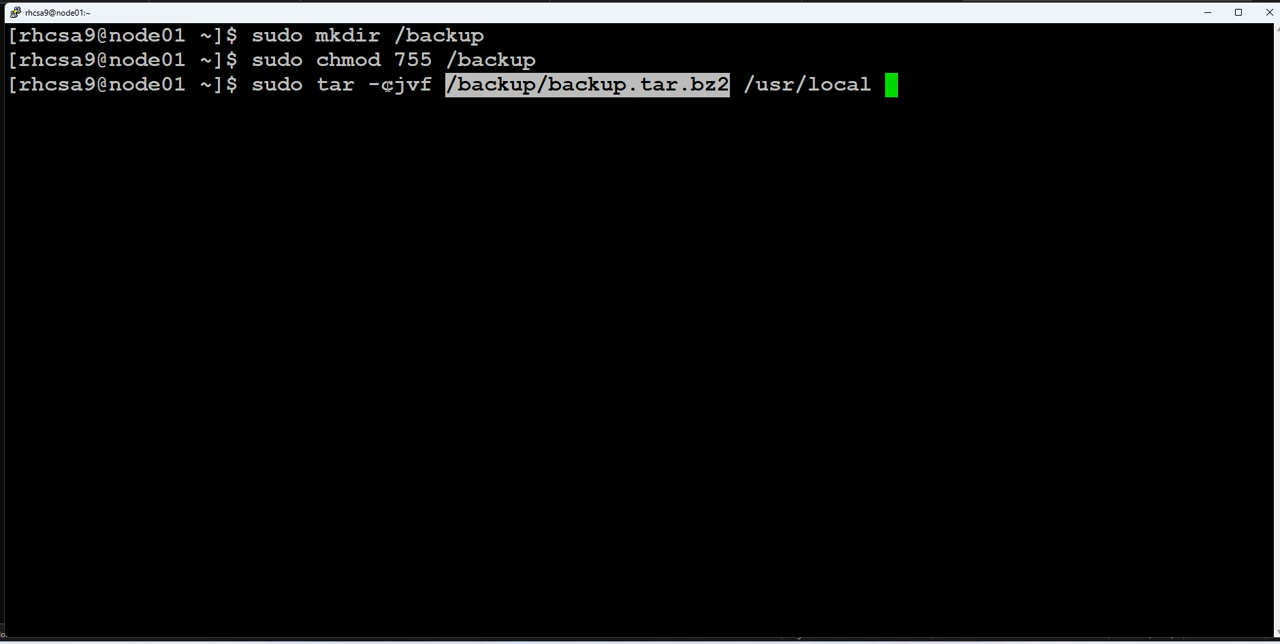 rhcsa9@node01:~
[rhcsa9@node01 ~]$ sudo mkdir /backup
[rhcsa9@node01 ~]$ sudo chmod 755 /backup
[rhcsa9@node01 ~]$ sudo tar -cjvf /backup/backup.tar.bz2 /usr/local